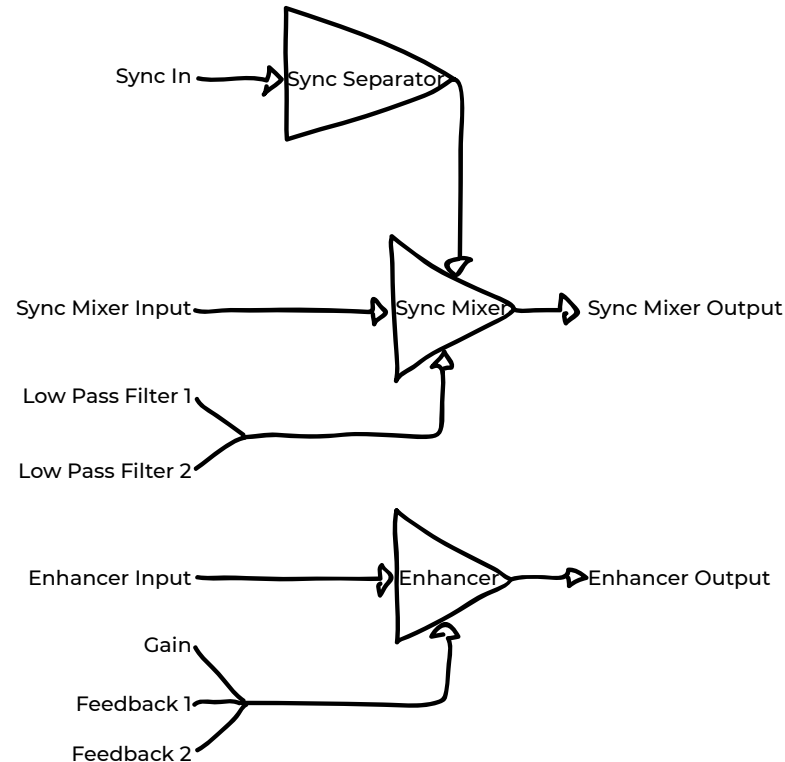 Sync In
Sync Separator
Sync Mixer Input
Sync Mixer
Sync Mixer Output
Low Pass Filter 1
Low Pass Filter 2
Enhancer Input
Enhancer
Enhancer Output
Gain
Feedback 1
Feedback 2